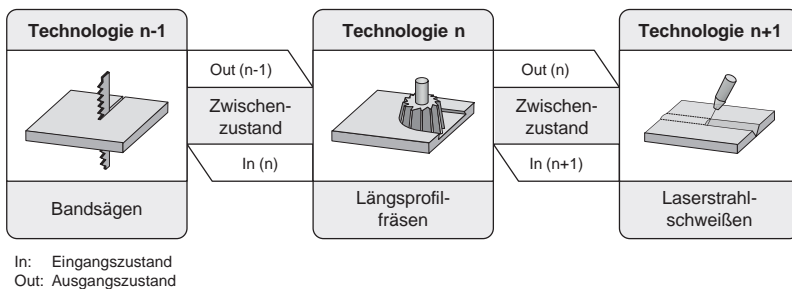 Technologie n-1
Technologie n
Technologie n+1
Out (n-1)
Zwischen-
zustand
In (n)
Out (n)
Zwischen-
zustand
In (n+1)
Bandsägen
Längsprofil-
fräsen
Laserstrahl-
schweißen
In: Eingangszustand
Out: Ausgangszustand